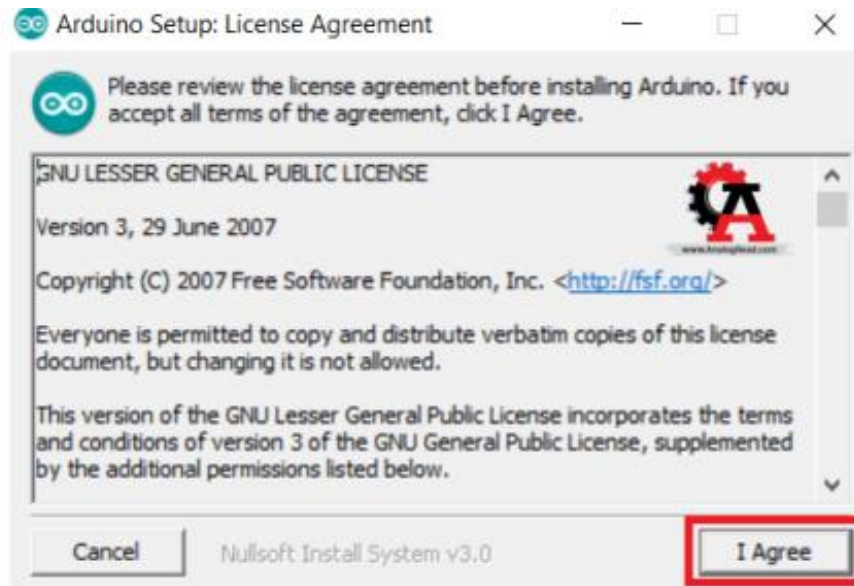 Arduino Setup: License Agreement
Please review the license agreement before installing Arduino. If you
accept all terms of the agreement, click I Agree.
GNU LESSER GENERAL PUBLIC LICENSE
Version 3, 29 June 2007
A
www.AnalogRead.com
Copyright (C) 2007 Free Software Foundation, Inc. <http://fsf.org/>
Everyone is permitted to copy and distribute verbatim copies of this license
document, but changing it is not allowed.
This version of the GNU Lesser General Public License incorporates the terms
and conditions of version 3 of the GNU General Public License, supplemented
by the additional permissions listed below.
Cancel
Nullsoft Install System v3.0
I Agree